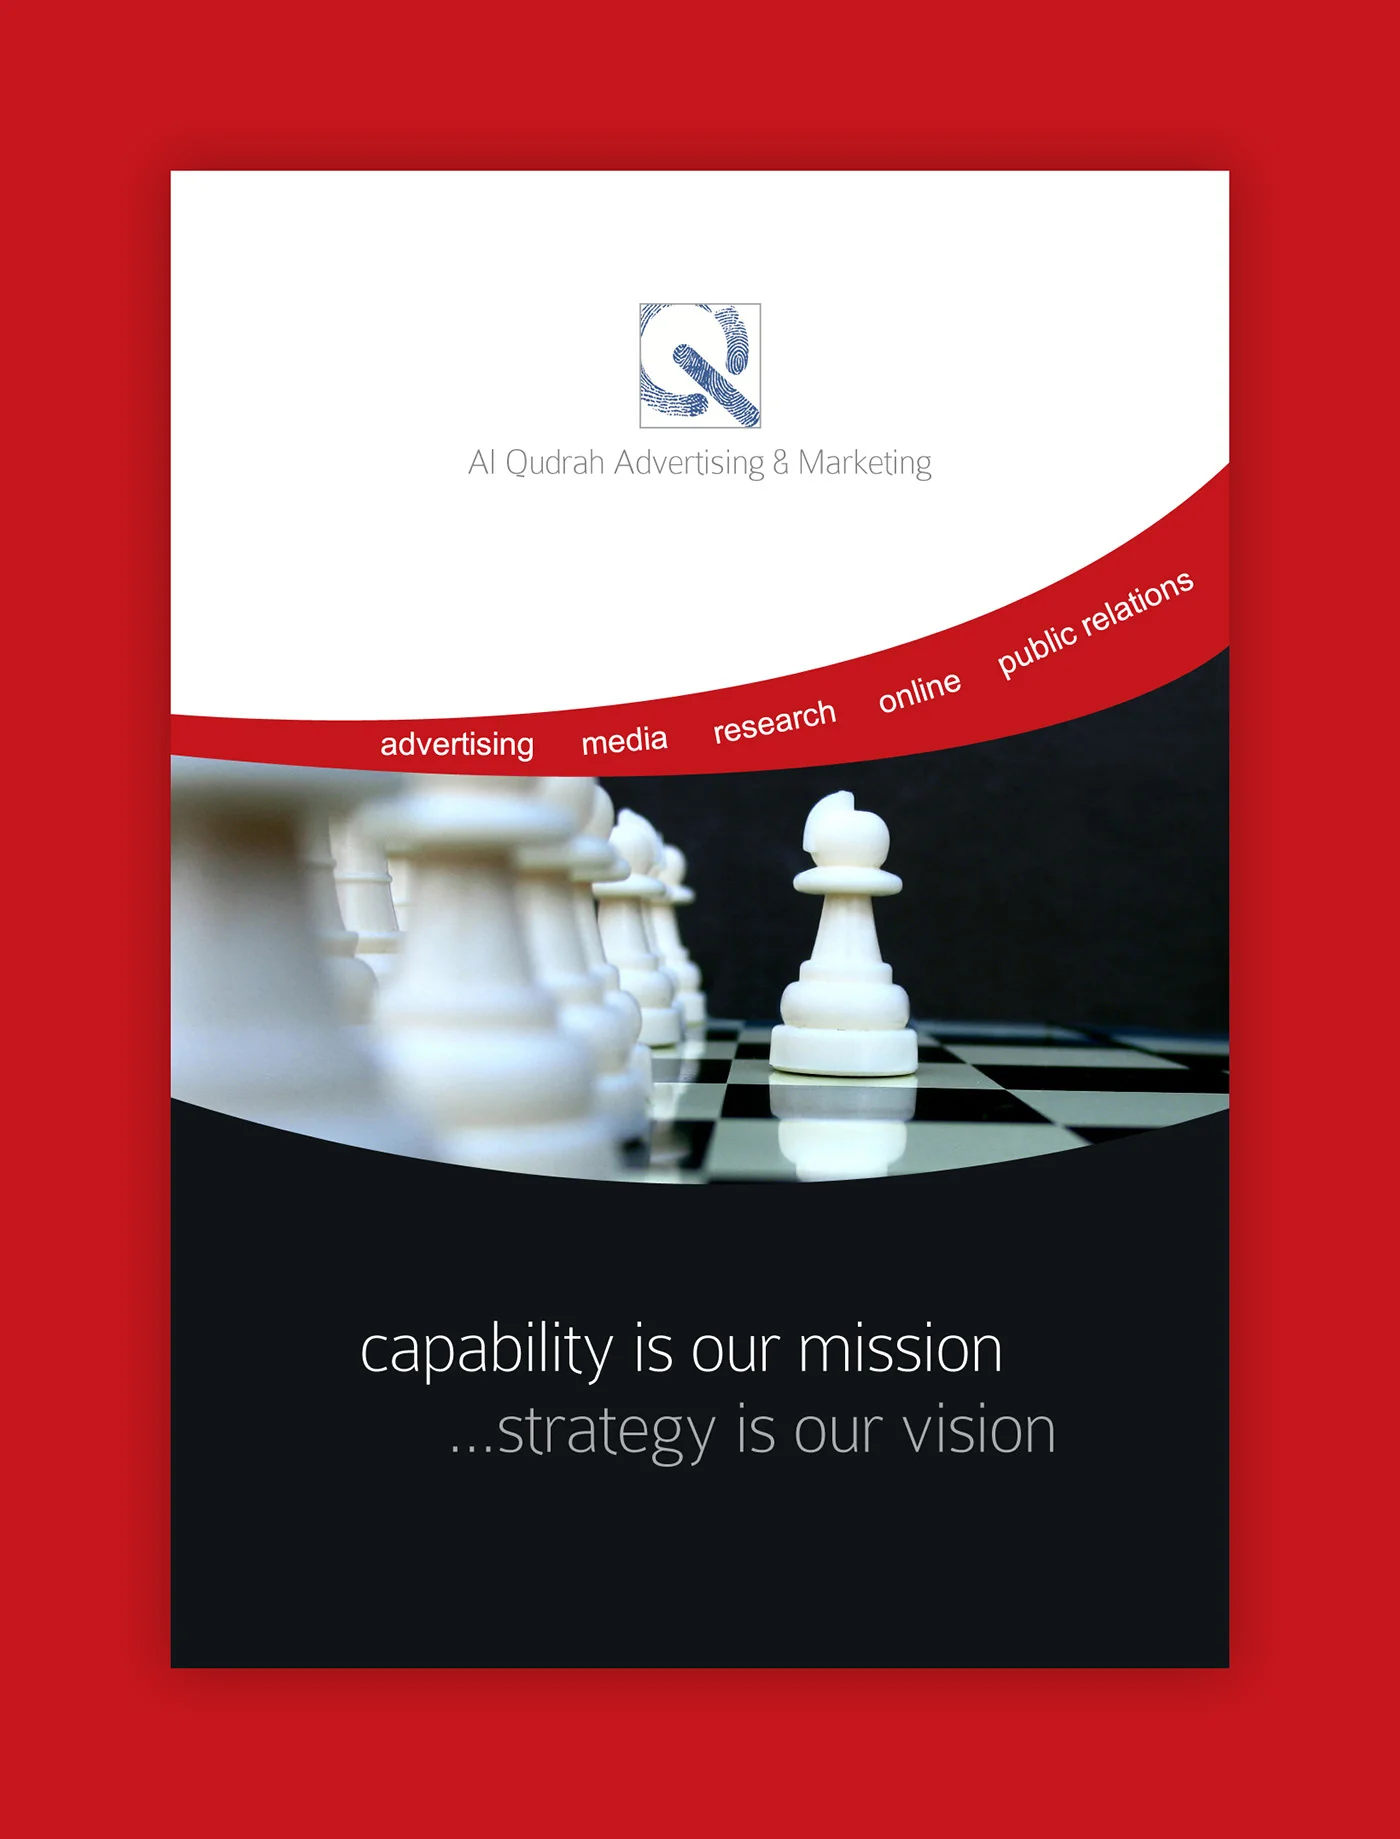 Al Qudrah Advertising & Marketing
advertising media research online public relations
capability is our mission
...strategy is our vision